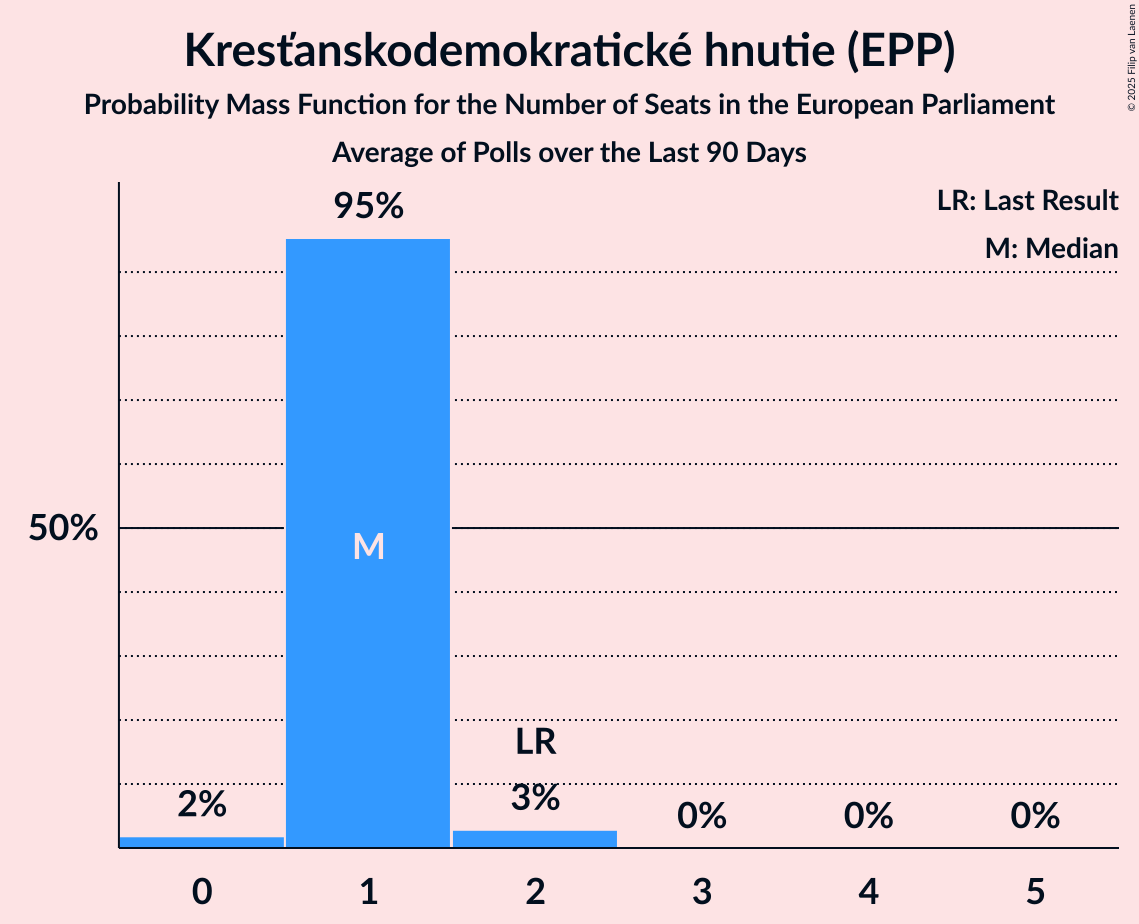 Kresťanskodemokratické hnutie (EPP)
Probability Mass Function for the Number of Seats in the European Parliament
Average of Polls over the Last 90 Days
© 2025 Filip van Laenen
LR: Last Result
M: Median
95%
50%
M
LR
2%
3%
0%
0%
0%
0 1 2 3 4 5